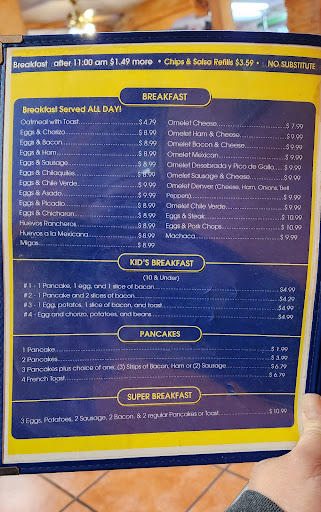 Breakfast after 11:00 am $1.49 more • Chips & Salsa Refills $3.59 • NO SUBSTITUTE
BREAKFAST
Breakfast Served ALL DAY!
Oatmeal with Toast $4.79
Eggs & Chorizo $8.99
Eggs & Bacon $8.99
Eggs & Ham $8.99
Eggs & Sausage $8.99
Eggs & Chilaquiles $8.99
Eggs & Chile Verde $9.99
Eggs & Asado $9.99
Eggs & Picadio $8.99
Eggs & Chicharan $8.99
Huevos Rancheros $8.99
Huevos a la Mexicana $8.99
Migas $8.99
Omelet Cheese $7.99
Omelet Ham & Cheese $9.99
Omelet Bacon & Cheese $9.99
Omelet Mexican $9.99
Omelet Desebrada y Pico de Gallo $9.99
Omelet Sausage & Cheese $9.99
Omelet Denver (Cheese, Ham, Onions, Bell
Pepper) $9.99
Omelet Chile Verde $9.99
Eggs & Steak $10.99
Eggs & Pork Chops $10.99
Machaca $9.99
KID'S BREAKFAST
(10 & Under)
#1 - 1 Pancake, 1 egg, and 1 slice of bacon $4.99
#2 - 1 Pancake and 2 slices of bacon $4.29
#3 - 1 Egg, potatos, 1 slice of bacon, and toast $4.99
#4 - Egg and chorizo, potatoes, and beans $4.99
PANCAKES
1 Pancake $1.99
2 Pancakes $3.99
3 Pancakes plus choice of one: (3) Strips of Bacon, Ham or (2) Sausage $6.79
4 French Toast $6.79
SUPER BREAKFAST
3 Eggs, Potatoes, 2 Sausage, 2 Bacon, & 2 regular Pancakes or Toast $10.99